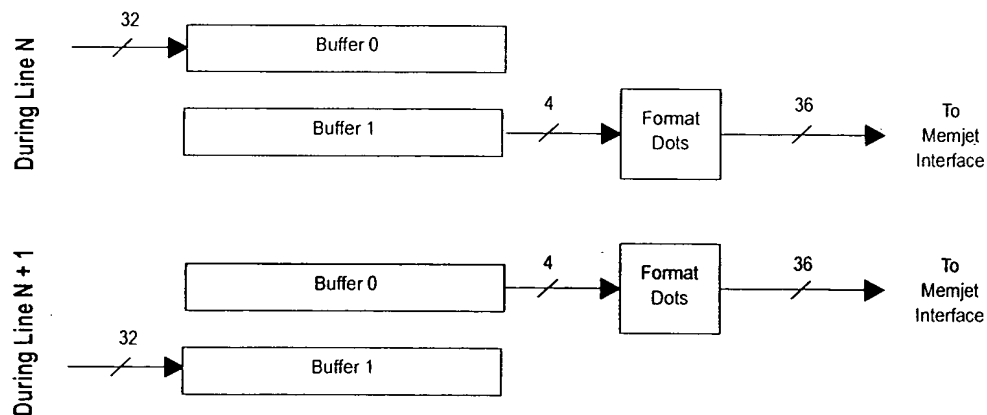 During Line N
32
Buffer 0
Buffer 1
4
Format
Dots
36
To
Memjet
Interface
During Line N + 1
Buffer 0
4
Format
Dots
36
To
Memjet
Interface
32
Buffer 1